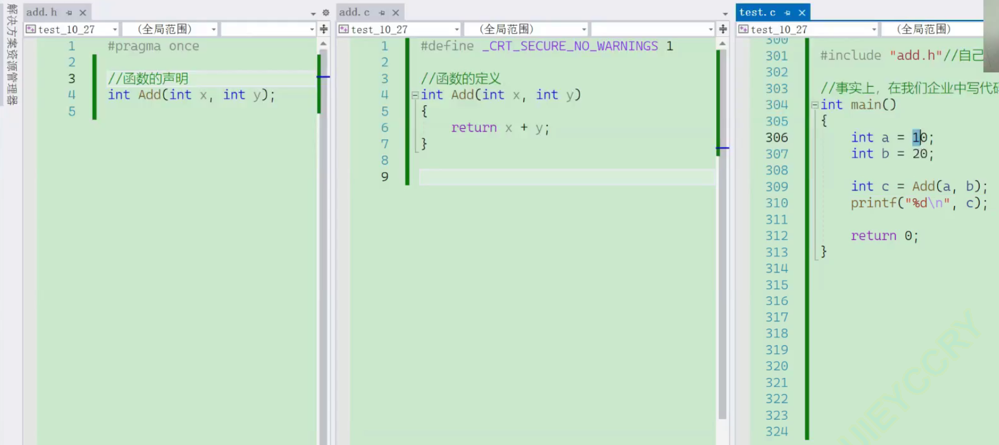 解决方案资源管理器
add.h
test_10_27
(全局范围)
1 #pragma once
2
3 //函数的声明
4 int Add(int x, int y);
5
add.c
test_10_27
(全局范围)
1 #define _CRT_SECURE_NO_WARNINGS 1
2
3 //函数的定义
4 int Add(int x, int y)
5 {
6 return x + y;
7 }
8
9
test.c
test_10_27
(全局范围)
300
301 #include "add.h"//自己
302
303 //事实上，在我们企业中写代码
304 int main()
305 {
306 int a = 10;
307 int b = 20;
308
309 int c = Add(a, b);
310 printf("%d\n", c);
311
312 return 0;
313 }
314
315
316
317
318
319
320
321
322
323
324